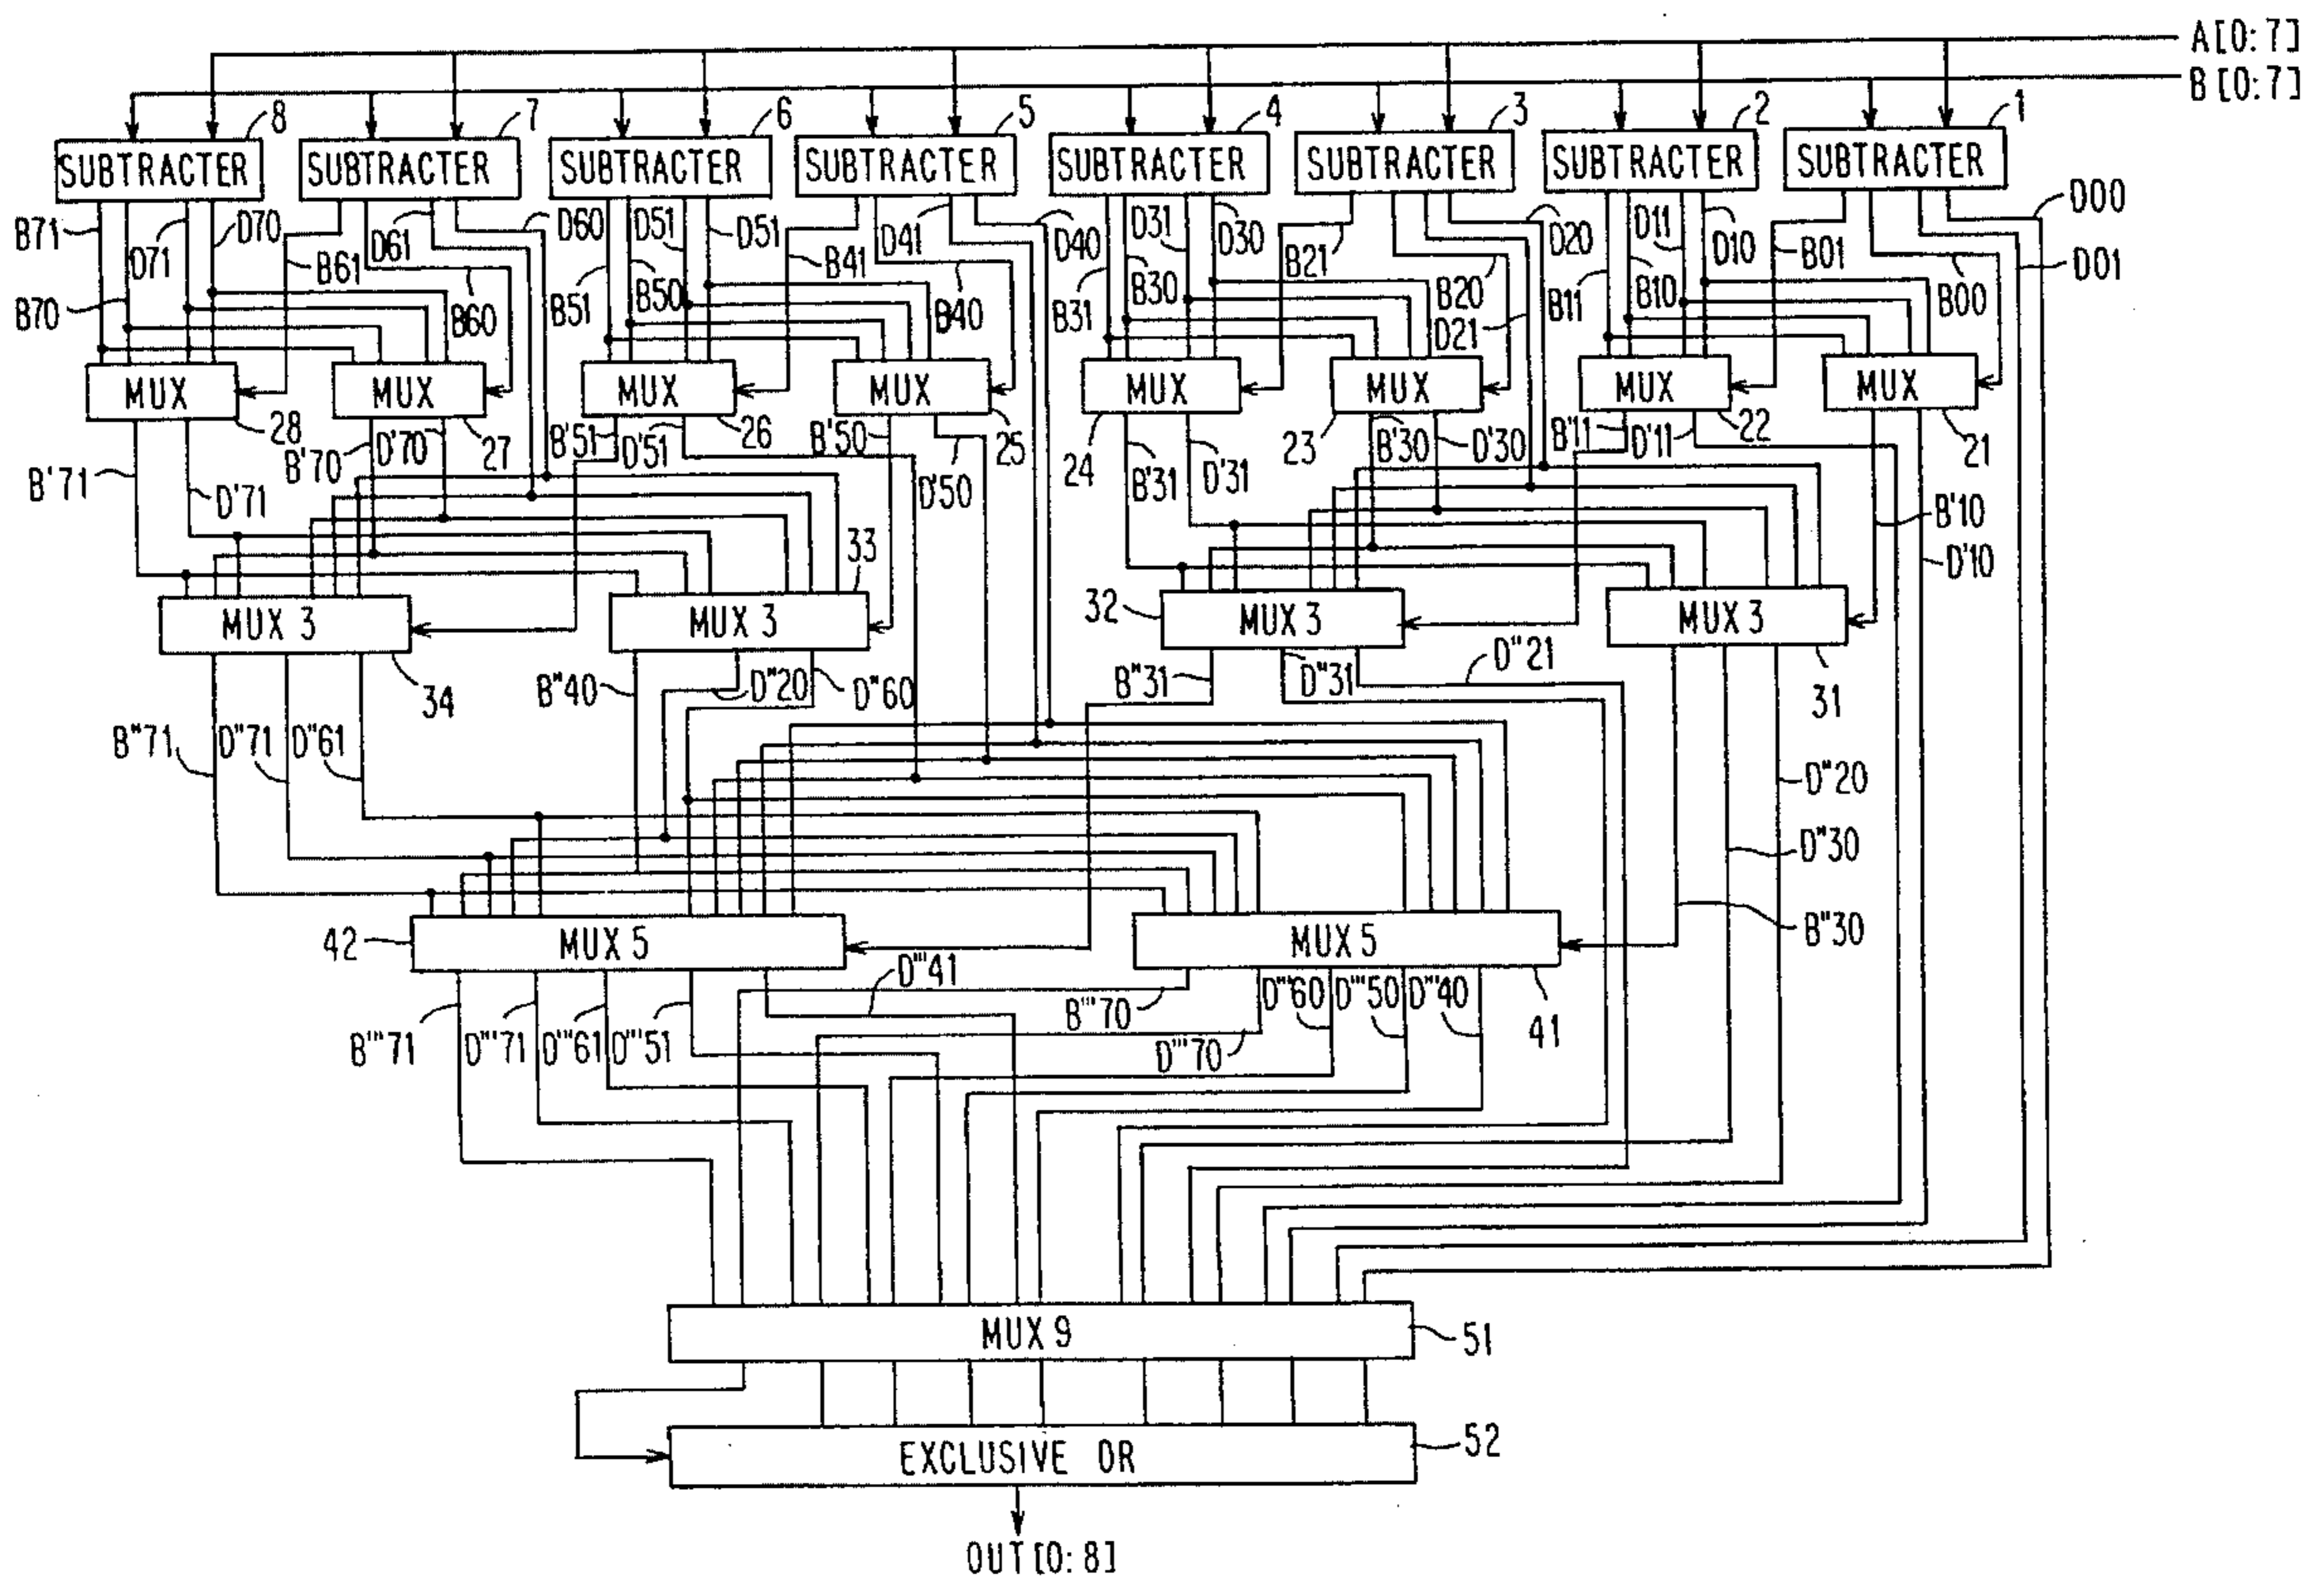 A[0:7]
B[0:7]
8 7 6 5 4 3 2 1
SUBTRACTER SUBTRACTER SUBTRACTER SUBTRACTER SUBTRACTER SUBTRACTER SUBTRACTER SUBTRACTER
B71 D71 D70 B70 B61 D61 D60 B60 B51 D51 D51 B50 B41 D41 D40 B40 B31 D31 D30 B30 B21 D20 B20 D21 B11 D11 D10 B10 B01 B00 D00 D01
MUX MUX MUX MUX MUX MUX MUX MUX
28 27 26 25 24 23 22 21
B'71 D'71 B'70 D'70 B'51 D'51 B'50 D'50 B'31 D'31 B'30 D'30 B'11 D'11 B'10 D'10
33 32
MUX 3 MUX 3 MUX 3 MUX 3
34 31
B"71 D"71 D"61 B"40 D"20 D"60 B"31 D"31 D"21 D"20 D"30 B"30
42 MUX 5 MUX 5 41
B'''71 D'''71 D'''61 D'''51 D'''41 B'''70 D'''70 D'''60 D'''50 D'''40
MUX 9 51
EXCLUSIVE OR 52
OUT[0:8]